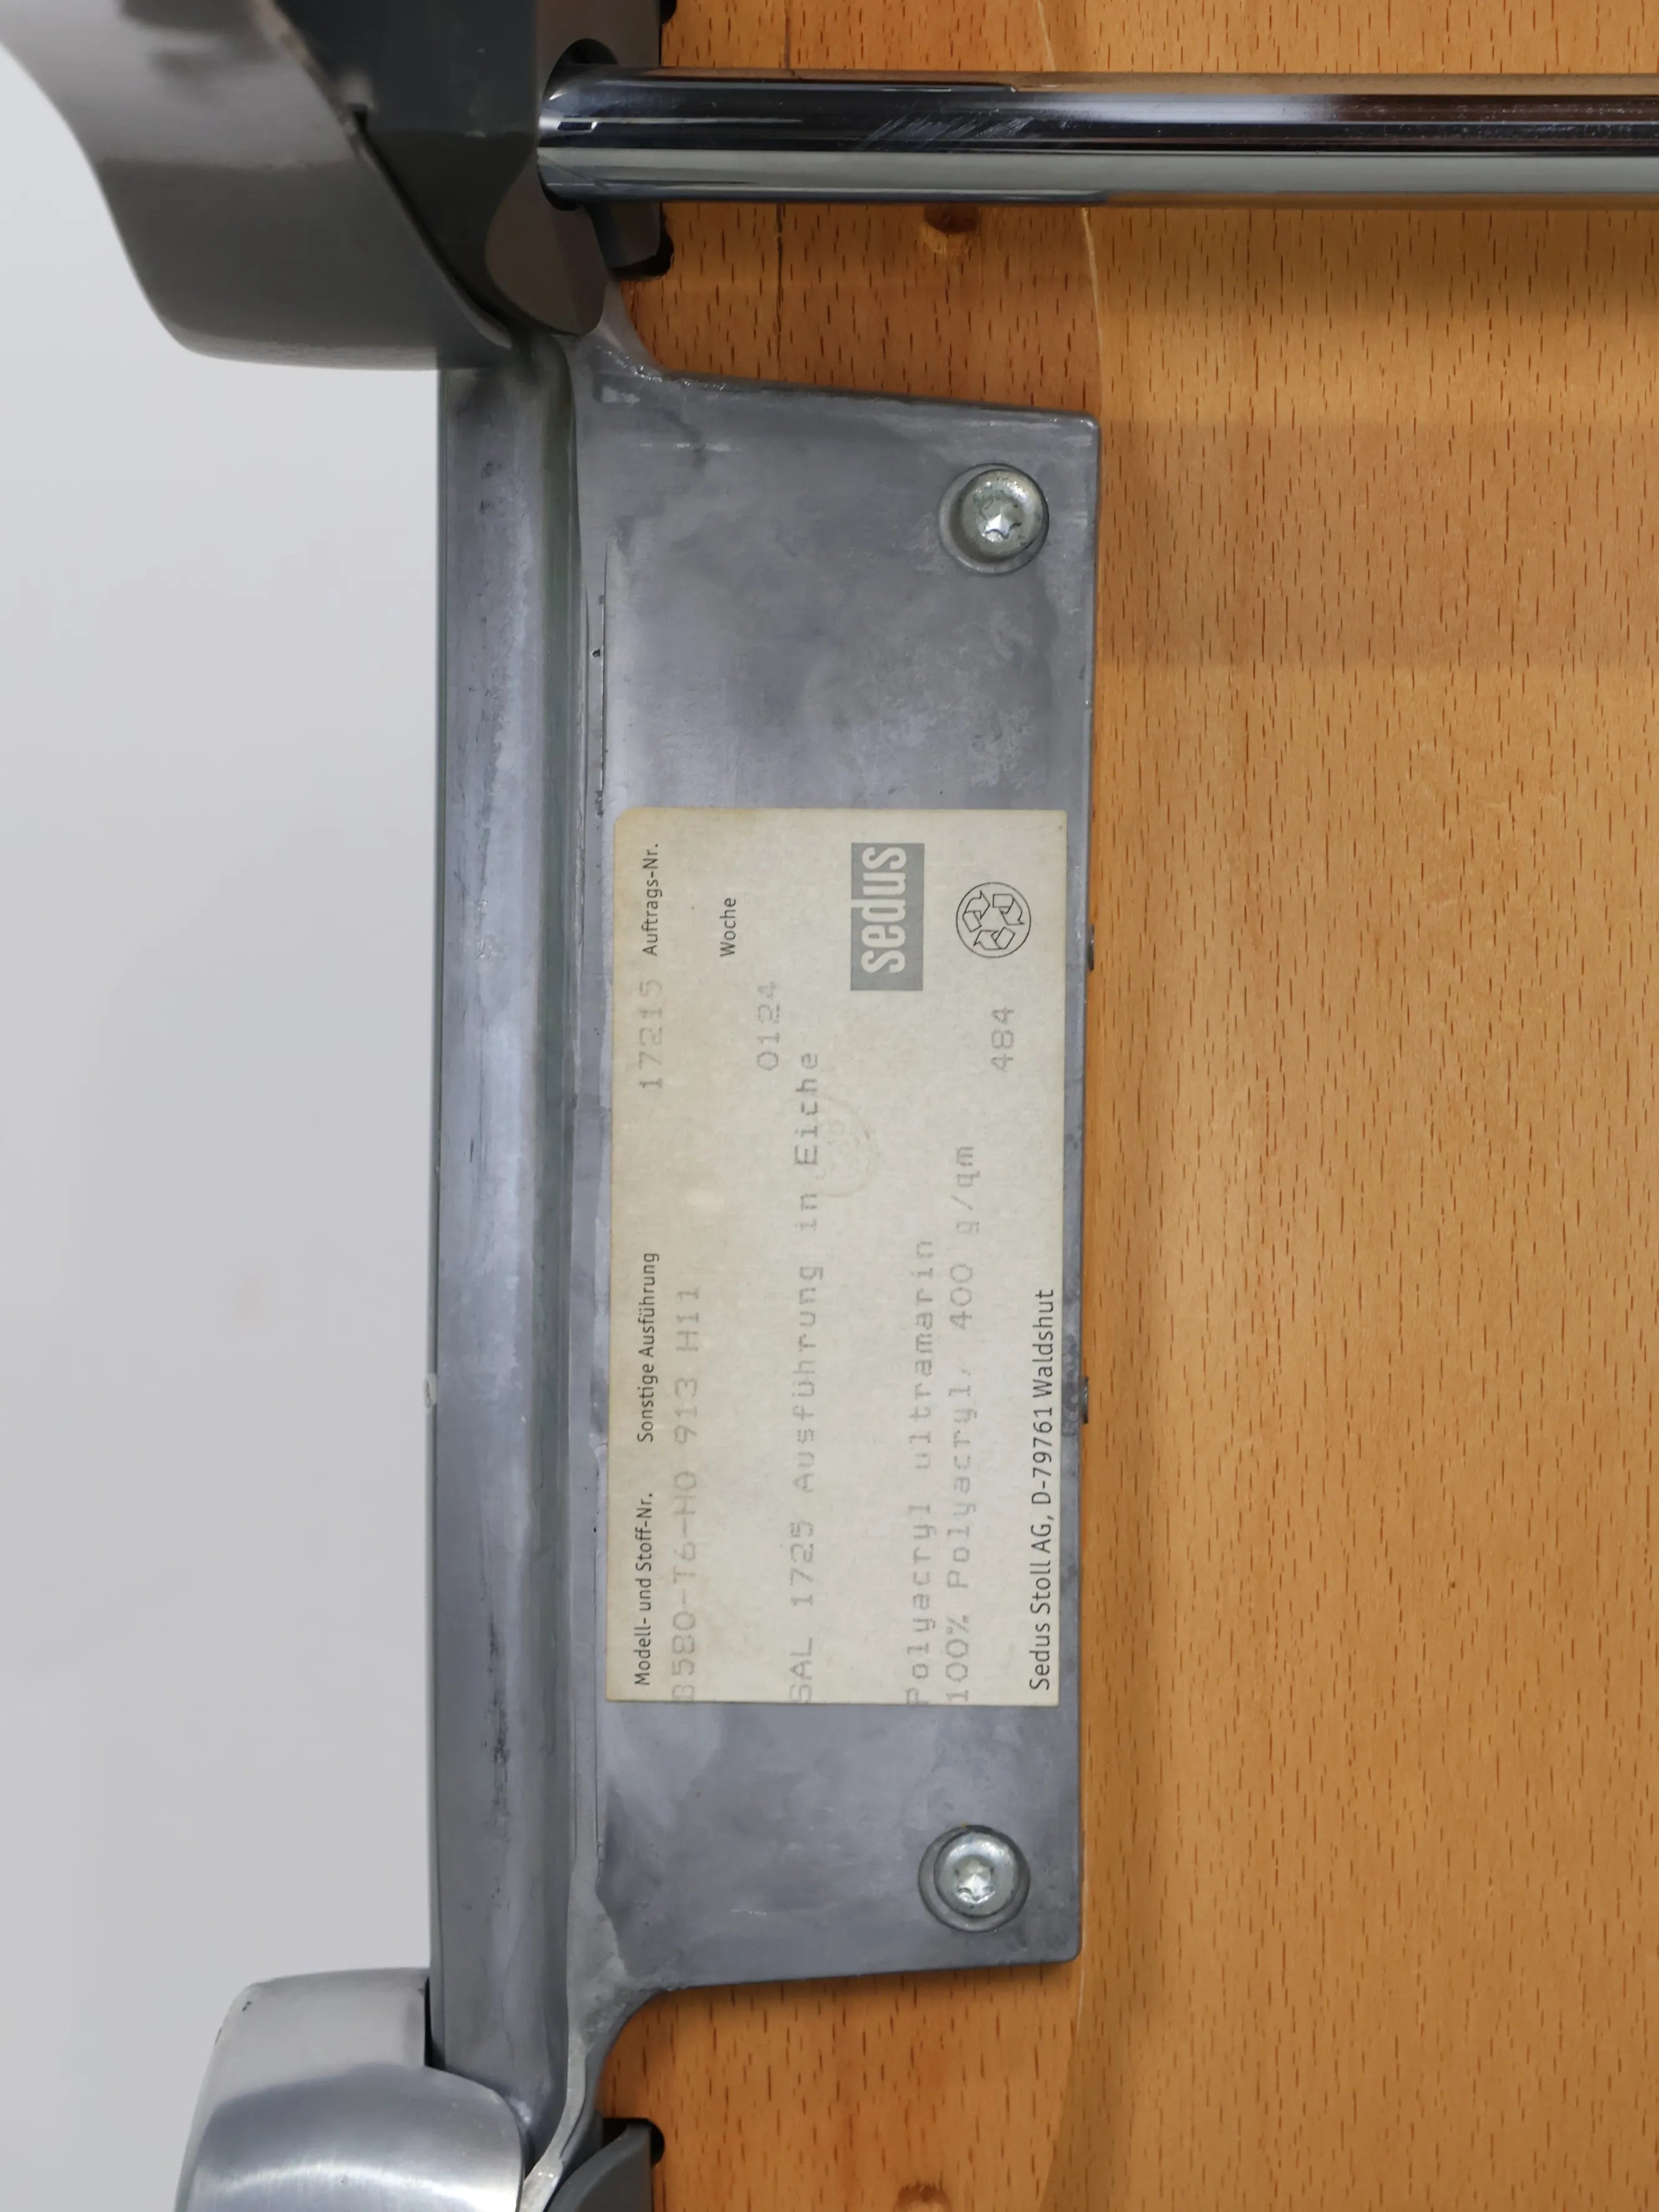 Modell- und Stoff-Nr. Sonstige Ausführung 17215 Auftrags-Nr.
B580-T6-H0 913 H11
Woche
0124
SAL 1725 Ausführung in Eiche
sedus
Polyacryl ultramarin
100% Polyacryl, 400 g/qm 484
Sedus Stoll AG, D-79761 Waldshut